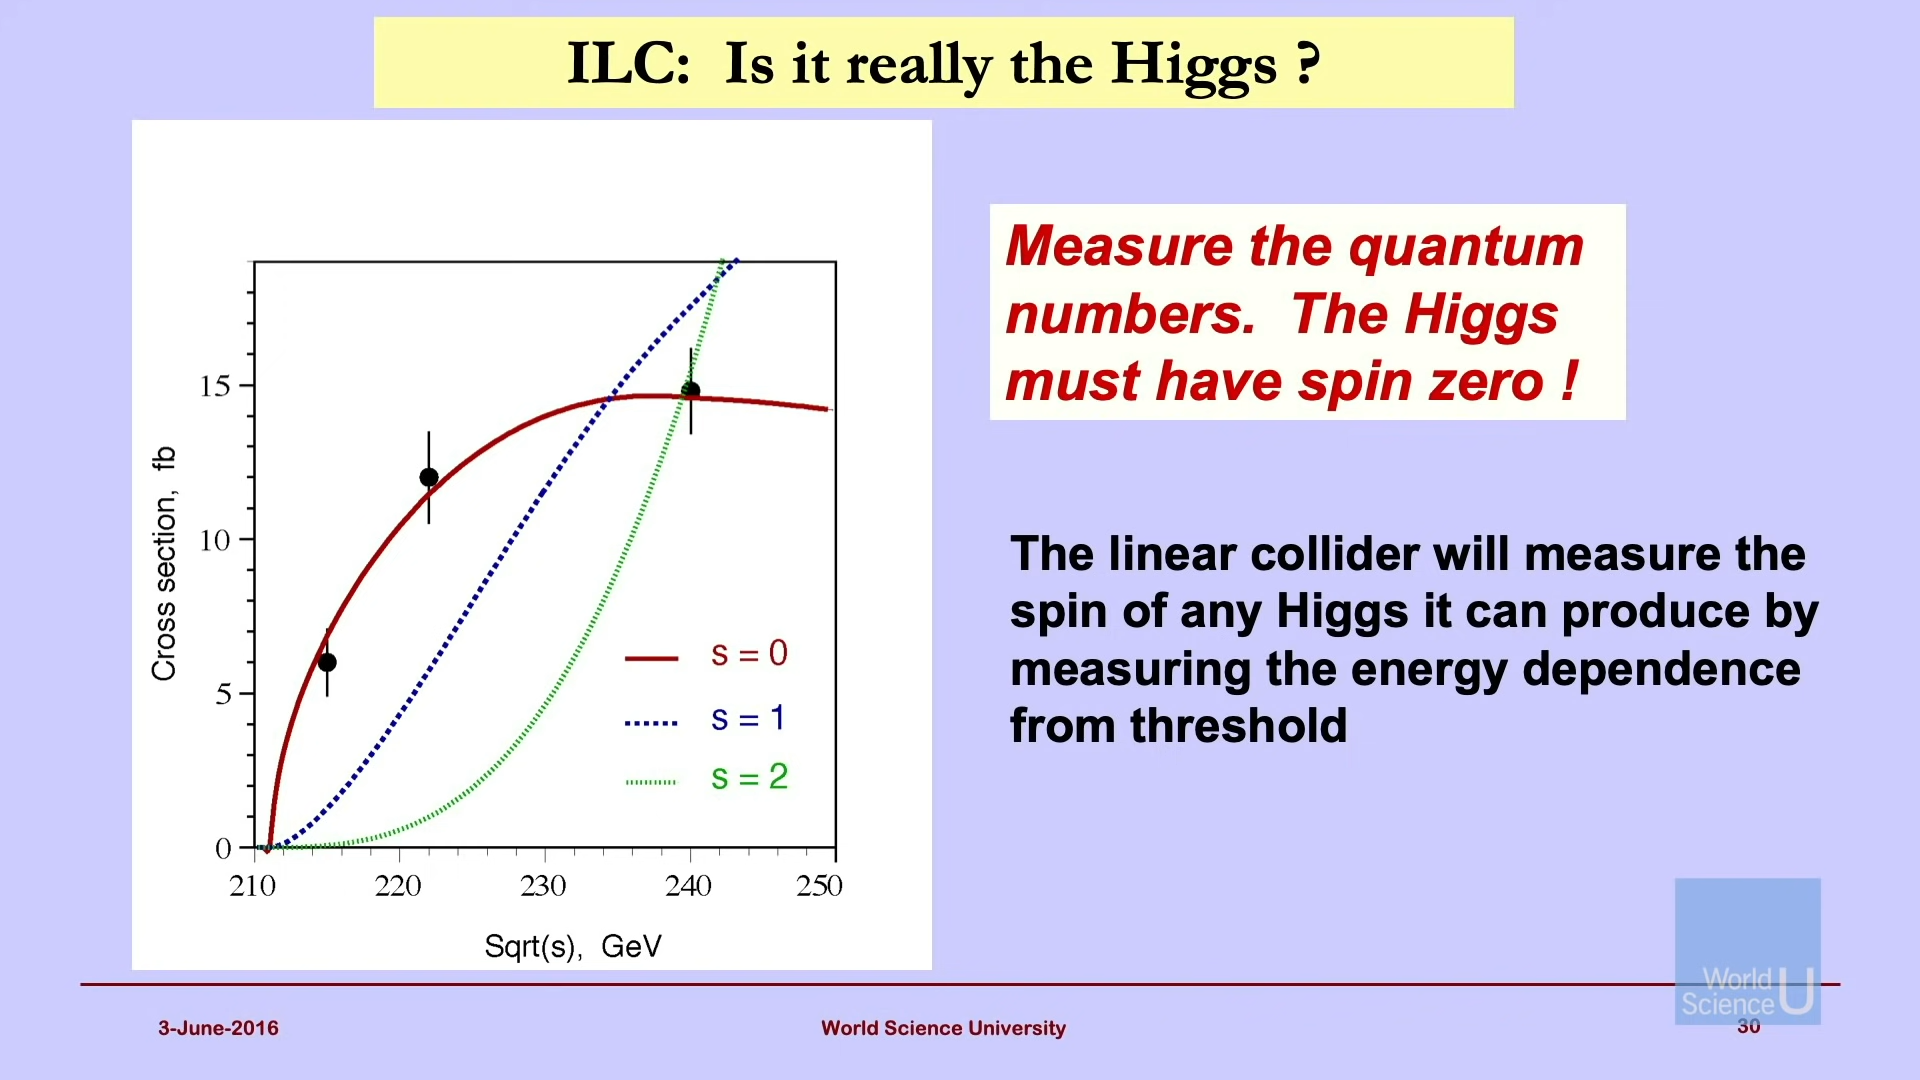 ILC: Is it really the Higgs ?
Measure the quantum
numbers. The Higgs
must have spin zero !
The linear collider will measure the
spin of any Higgs it can produce by
measuring the energy dependence
from threshold
Cross section, fb
15
10
5
0
s = 0
s = 1
s = 2
210 220 230 240 250
Sqrt(s), GeV
World
Science U
3-June-2016
World Science University
30